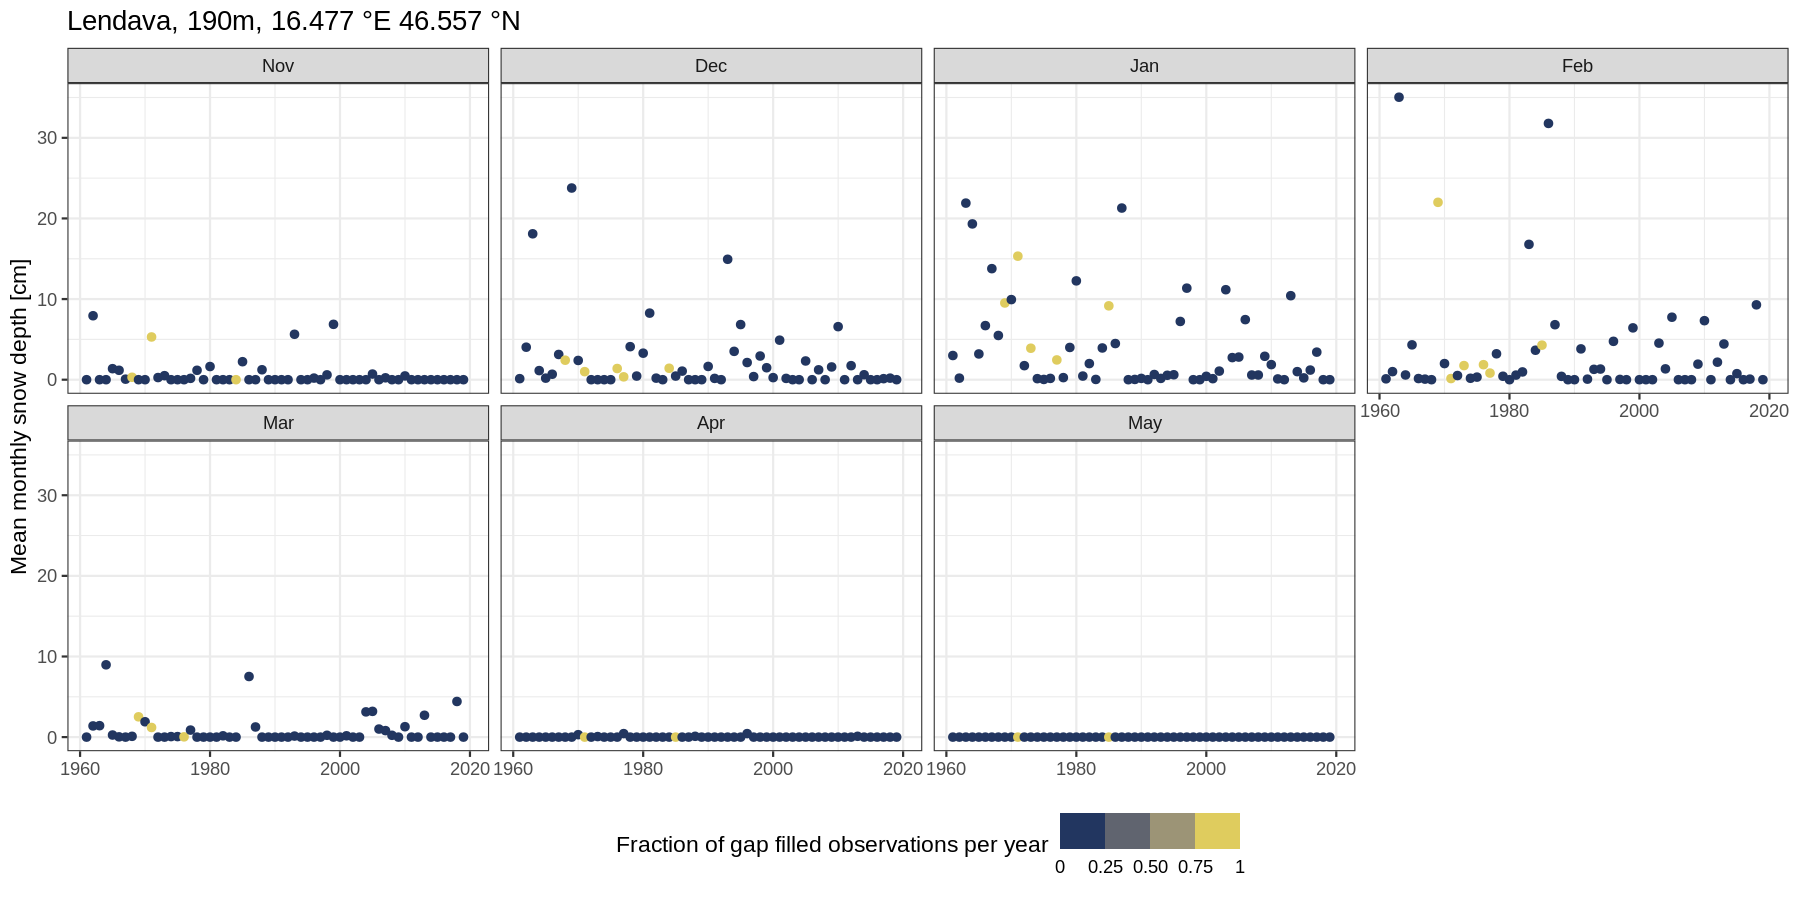 Lendava, 190m, 16.477 °E 46.557 °N
Nov Dec Jan Feb
30
20
10
0
1960 1980 2000 2020
Mar Apr May
30
20
10
0
1960 1980 2000 2020 1960 1980 2000 2020 1960 1980 2000 2020
Mean monthly snow depth [cm]
Fraction of gap filled observations per year
0 0.25 0.50 0.75 1